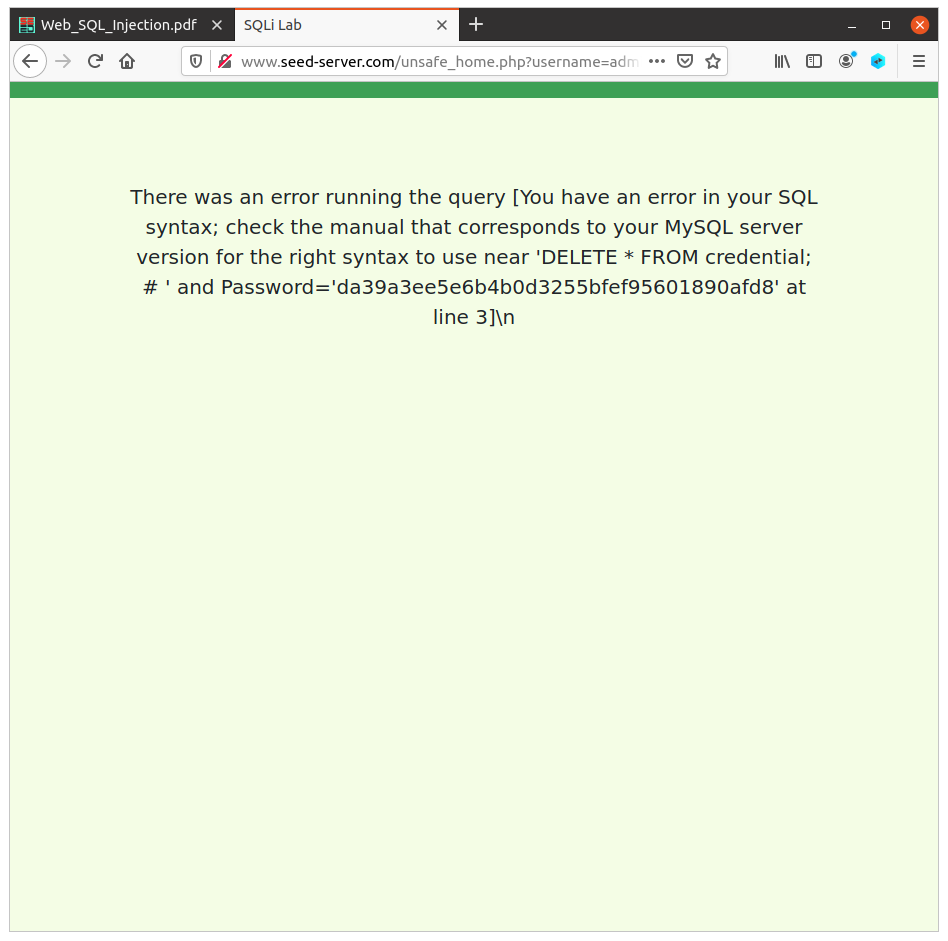 Web_SQL_Injection.pdf
SQLi Lab
www.seed-server.com/unsafe_home.php?username=adm
There was an error running the query [You have an error in your SQL
syntax; check the manual that corresponds to your MySQL server
version for the right syntax to use near 'DELETE * FROM credential;
# ' and Password='da39a3ee5e6b4b0d3255bfef95601890afd8' at
line 3]\n